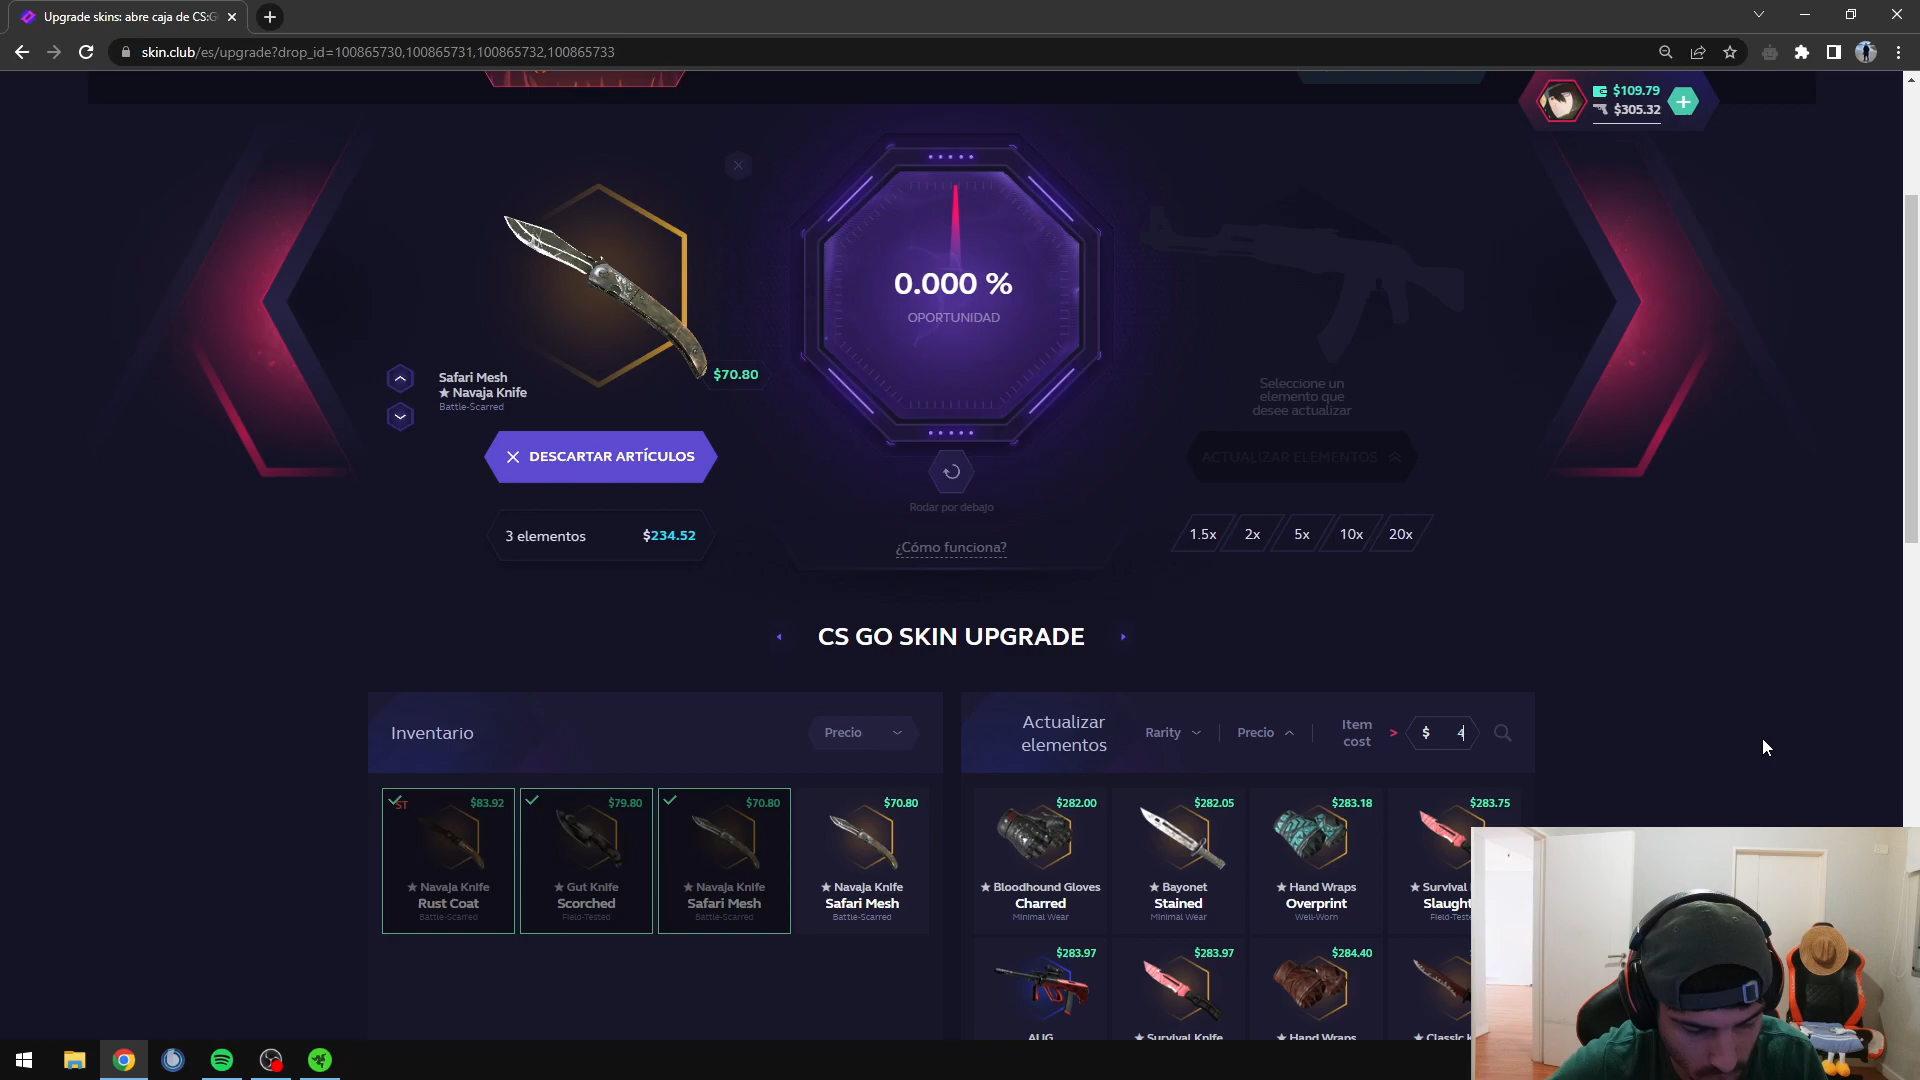 Upgrade skins: abre caja de CS:G
skin.club/es/upgrade?drop_id=100865730,100865731,100865732,100865733
$109.79
$305.32
0.000 %
OPORTUNIDAD
$70.80
Safari Mesh
★ Navaja Knife
Battle-Scarred
Seleccione un
elemento que
desee actualizar
DESCARTAR ARTÍCULOS
ACTUALIZAR ELEMENTOS
Rodar por debajo
3 elementos $234.52
¿Cómo funciona?
1.5x 2x 5x 10x 20x
CS GO SKIN UPGRADE
Inventario
Precio
Actualizar
elementos
Rarity
Precio
Item
cost
>
$ 4
ST $83.92
★ Navaja Knife
Rust Coat
Battle-Scarred
$79.80
★ Gut Knife
Scorched
Field-Tested
$70.80
★ Navaja Knife
Safari Mesh
Battle-Scarred
$70.80
★ Navaja Knife
Safari Mesh
Battle-Scarred
$282.00
★ Bloodhound Gloves
Charred
Minimal Wear
$282.05
★ Bayonet
Stained
Minimal Wear
$283.18
★ Hand Wraps
Overprint
Well-Worn
$283.75
★ Survival
Slaugh
Field-Teste
$283.97
AUG
$283.97
★ Survival Knife
$284.40
★ Hand Wraps
★ Classic K